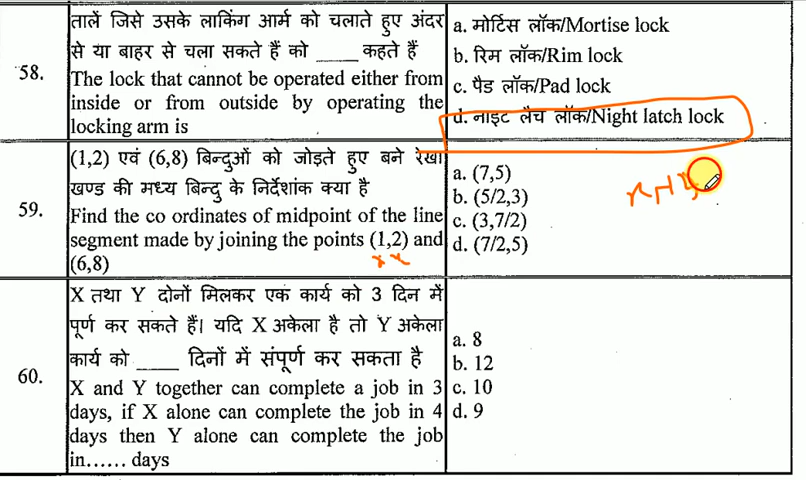 58.
तालें जिसे उसके लाकिंग आर्म को चलाते हुए अंदर
से या बाहर से चला सकते हैं को ____ कहते हैं
The lock that cannot be operated either from
inside or from outside by operating the
locking arm is
a. मोर्टिस लॉक/Mortise lock
b. रिम लॉक/Rim lock
c. पैड लॉक/Pad lock
d. नाइट लैच लॉक/Night latch lock
59.
(1,2) एवं (6,8) बिन्दुओं को जोड़ते हुए बने रेखा
खण्ड की मध्य बिन्दु के निर्देशांक क्या है
Find the co ordinates of midpoint of the line
segment made by joining the points (1,2) and
(6,8)
a. (7,5)
b. (5/2,3)
c. (3,7/2)
d. (7/2,5)
60.
X तथा Y दोनों मिलकर एक कार्य को 3 दिन में
पूर्ण कर सकते हैं। यदि X अकेला है तो Y अकेला
कार्य को ____ दिनों में संपूर्ण कर सकता है
X and Y together can complete a job in 3
days, if X alone can complete the job in 4
days then Y alone can complete the job
in...... days
a. 8
b. 12
c. 10
d. 9